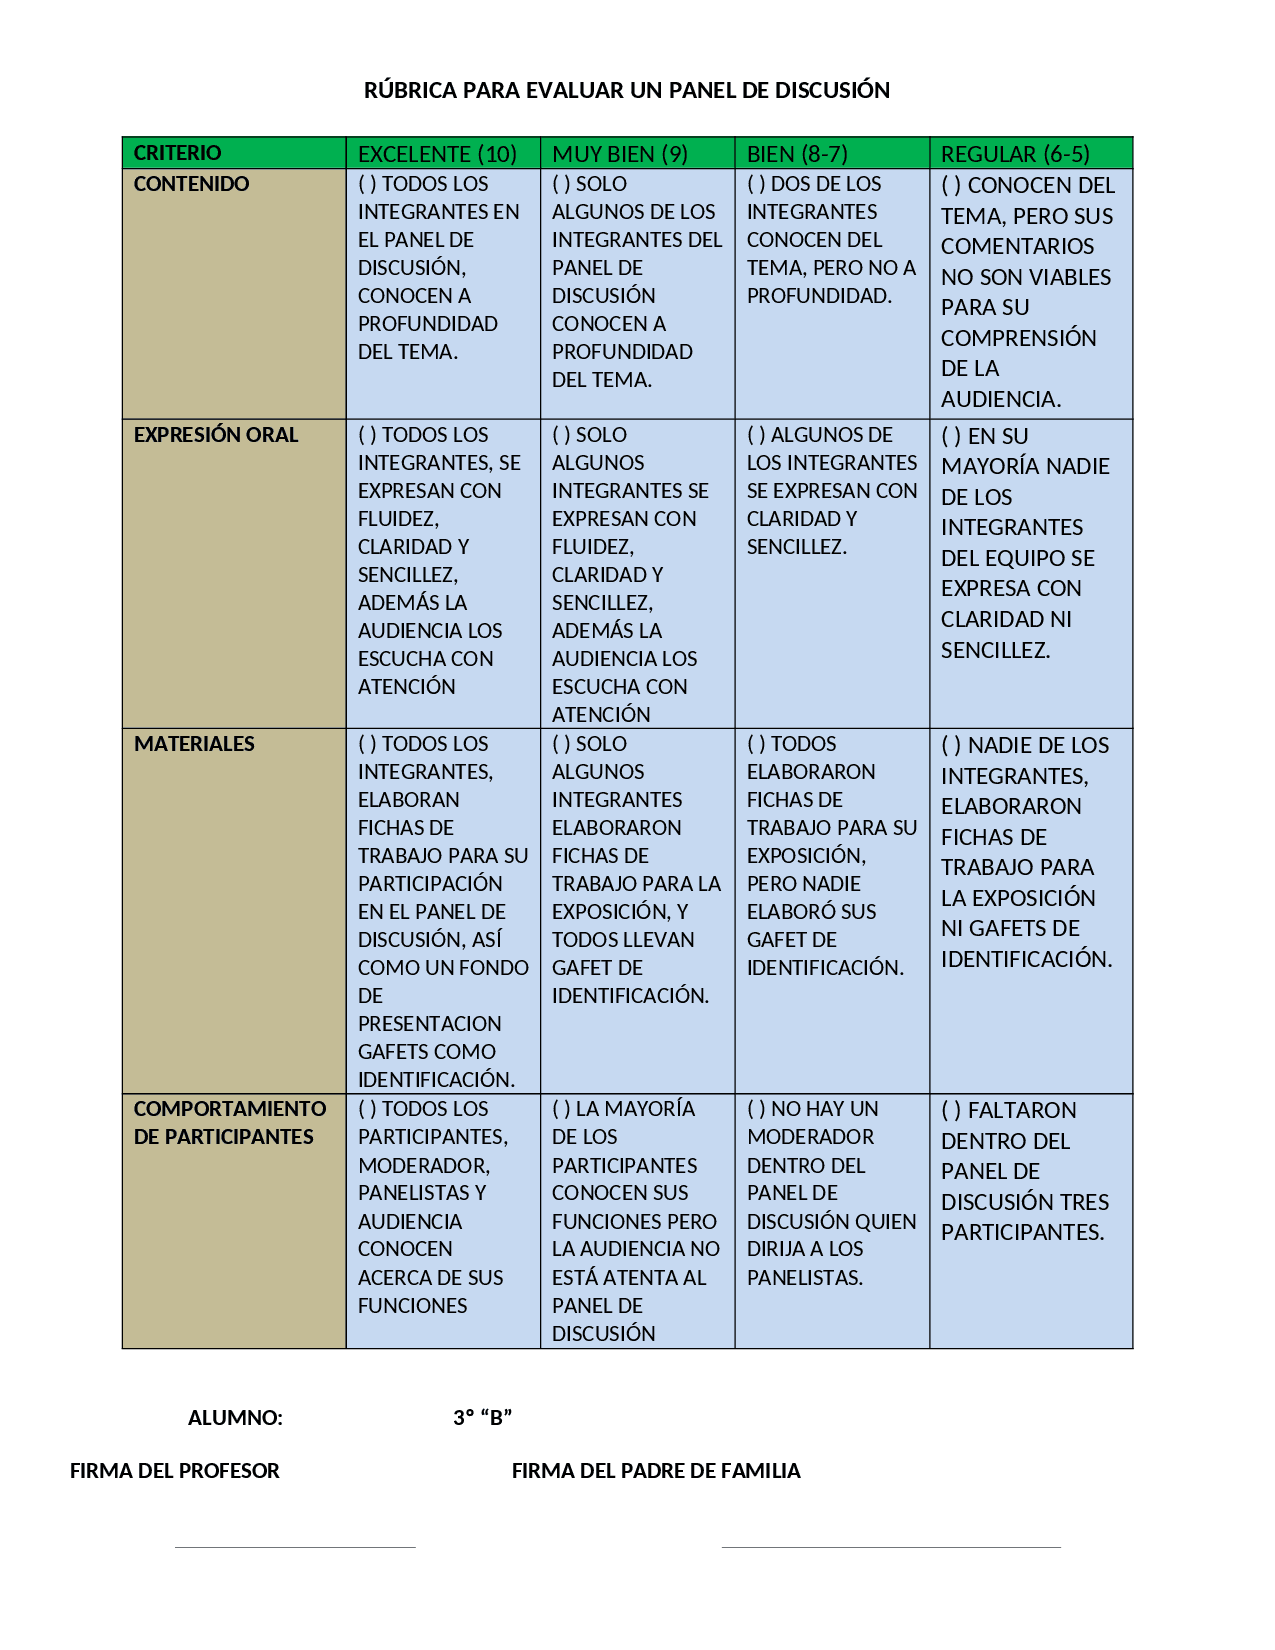 RÚBRICA PARA EVALUAR UN PANEL DE DISCUSIÓN
CRITERIO
EXCELENTE (10)
MUY BIEN (9)
BIEN (8-7)
REGULAR (6-5)
CONTENIDO
( ) TODOS LOS
INTEGRANTES EN
EL PANEL DE
DISCUSIÓN,
CONOCEN A
PROFUNDIDAD
DEL TEMA.
( ) SOLO
ALGUNOS DE LOS
INTEGRANTES DEL
PANEL DE
DISCUSIÓN
CONOCEN A
PROFUNDIDAD
DEL TEMA.
( ) DOS DE LOS
INTEGRANTES
CONOCEN DEL
TEMA, PERO NO A
PROFUNDIDAD.
( ) CONOCEN DEL
TEMA, PERO SUS
COMENTARIOS
NO SON VIABLES
PARA SU
COMPRENSIÓN
DE LA
AUDIENCIA.
EXPRESIÓN ORAL
( ) TODOS LOS
INTEGRANTES, SE
EXPRESAN CON
FLUIDEZ,
CLARIDAD Y
SENCILLEZ,
ADEMÁS LA
AUDIENCIA LOS
ESCUCHA CON
ATENCIÓN
( ) SOLO
ALGUNOS
INTEGRANTES SE
EXPRESAN CON
FLUIDEZ,
CLARIDAD Y
SENCILLEZ,
ADEMÁS LA
AUDIENCIA LOS
ESCUCHA CON
ATENCIÓN
( ) ALGUNOS DE
LOS INTEGRANTES
SE EXPRESAN CON
CLARIDAD Y
SENCILLEZ.
( ) EN SU
MAYORÍA NADIE
DE LOS
INTEGRANTES
DEL EQUIPO SE
EXPRESA CON
CLARIDAD NI
SENCILLEZ.
MATERIALES
( ) TODOS LOS
INTEGRANTES,
ELABORAN
FICHAS DE
TRABAJO PARA SU
PARTICIPACIÓN
EN EL PANEL DE
DISCUSIÓN, ASÍ
COMO UN FONDO
DE
PRESENTACION
GAFETS COMO
IDENTIFICACIÓN.
( ) SOLO
ALGUNOS
INTEGRANTES
ELABORARON
FICHAS DE
TRABAJO PARA LA
EXPOSICIÓN, Y
TODOS LLEVAN
GAFET DE
IDENTIFICACIÓN.
( ) TODOS
ELABORARON
FICHAS DE
TRABAJO PARA SU
EXPOSICIÓN,
PERO NADIE
ELABORÓ SUS
GAFET DE
IDENTIFICACIÓN.
( ) NADIE DE LOS
INTEGRANTES,
ELABORARON
FICHAS DE
TRABAJO PARA
LA EXPOSICIÓN
NI GAFETS DE
IDENTIFICACIÓN.
COMPORTAMIENTO
DE PARTICIPANTES
( ) TODOS LOS
PARTICIPANTES,
MODERADOR,
PANELISTAS Y
AUDIENCIA
CONOCEN
ACERCA DE SUS
FUNCIONES
( ) LA MAYORÍA
DE LOS
PARTICIPANTES
CONOCEN SUS
FUNCIONES PERO
LA AUDIENCIA NO
ESTÁ ATENTA AL
PANEL DE
DISCUSIÓN
( ) NO HAY UN
MODERADOR
DENTRO DEL
PANEL DE
DISCUSIÓN QUIEN
DIRIJA A LOS
PANELISTAS.
( ) FALTARON
DENTRO DEL
PANEL DE
DISCUSIÓN TRES
PARTICIPANTES.
ALUMNO: 3° “B”
FIRMA DEL PROFESOR FIRMA DEL PADRE DE FAMILIA